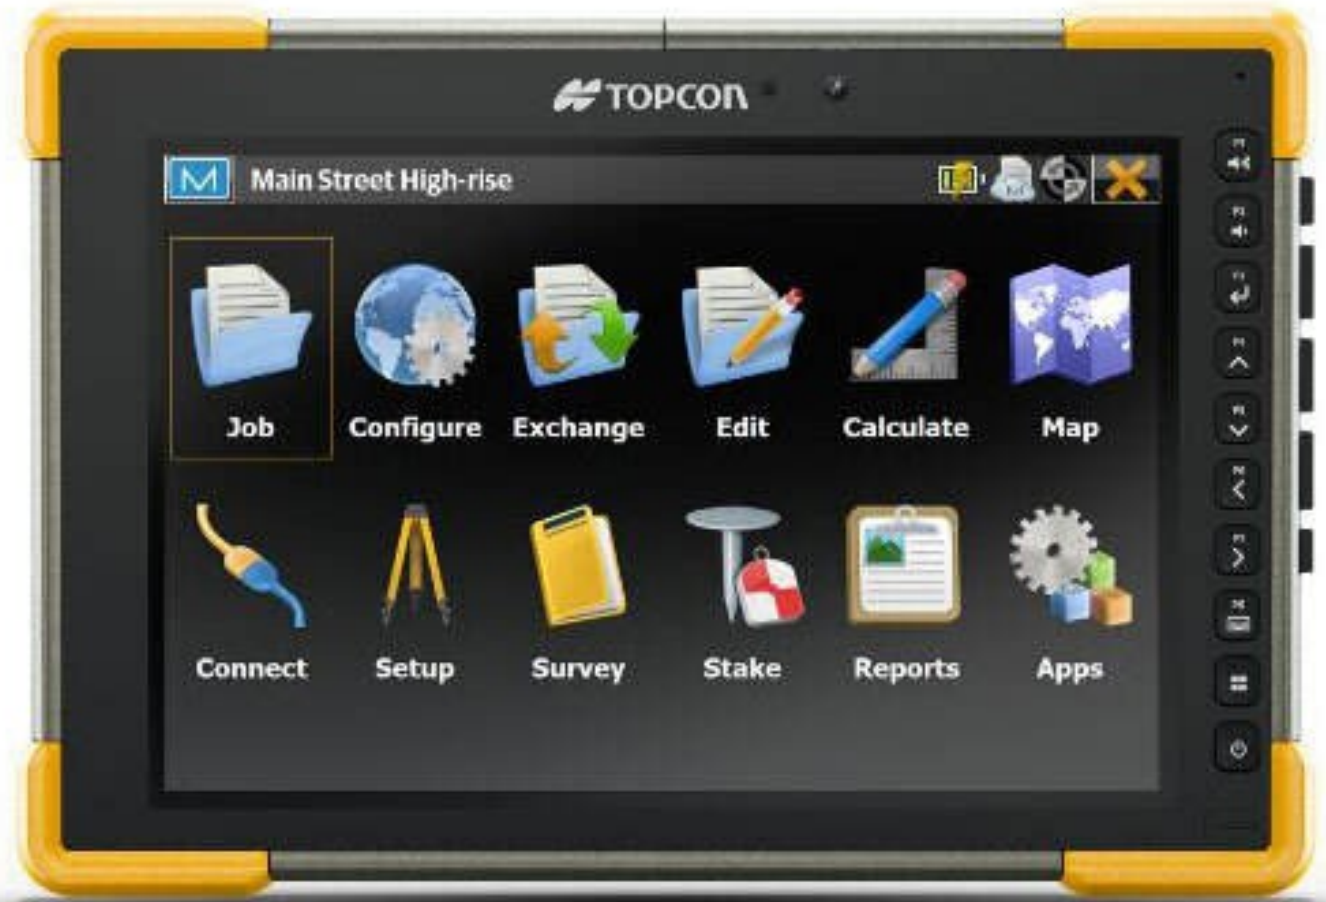 TOPCON
Main Street High-rise
Job Configure Exchange Edit Calculate Map
Connect Setup Survey Stake Reports Apps